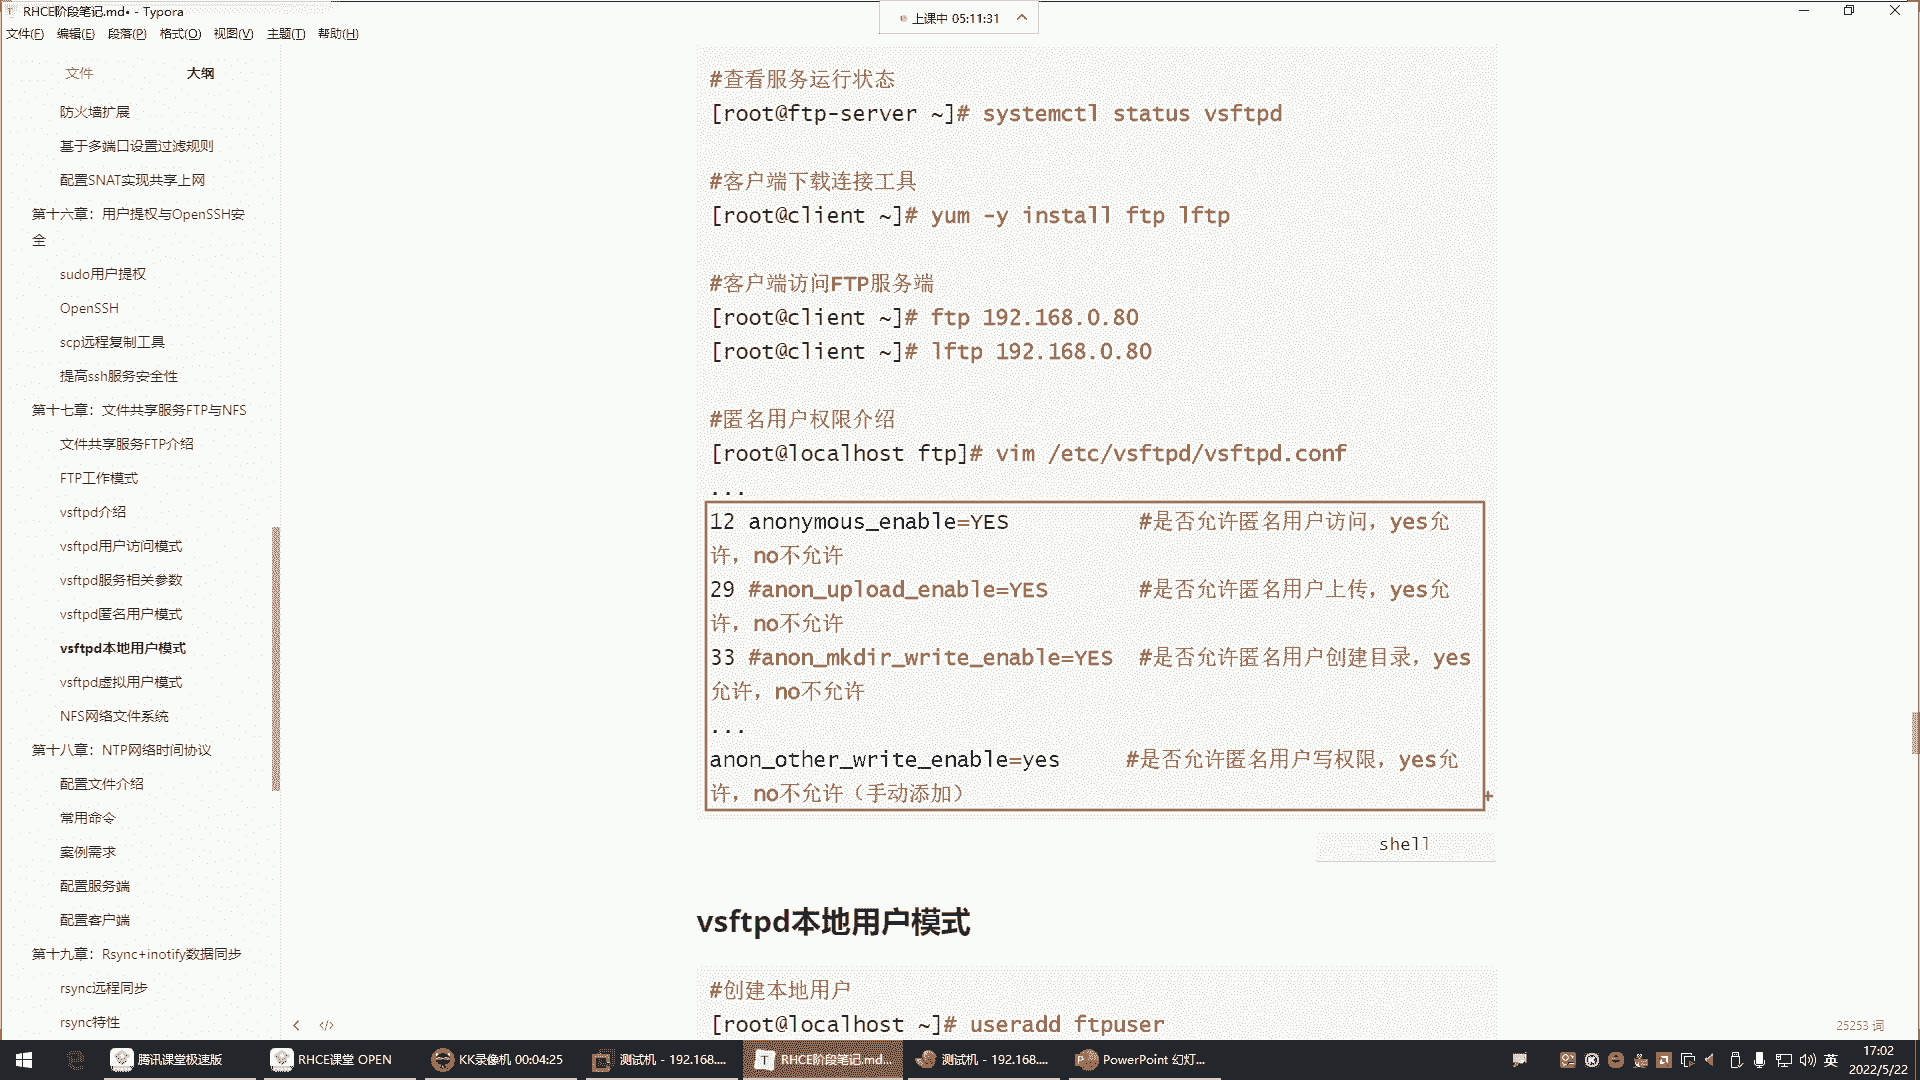 RHCE阶段笔记.md• - Typora
上课中 05:11:31
文件(F) 编辑(E) 段落(P) 格式(O) 视图(V) 主题(T) 帮助(H)
文件 大纲
防火墙扩展
基于多端口设置过滤规则
配置SNAT实现共享上网
第十六章：用户提权与OpenSSH安
全
sudo用户提权
OpenSSH
scp远程复制工具
提高ssh服务安全性
第十七章：文件共享服务FTP与NFS
文件共享服务FTP介绍
FTP工作模式
vsftpd介绍
vsftpd用户访问模式
vsftpd服务相关参数
vsftpd匿名用户模式
vsftpd本地用户模式
vsftpd虚拟用户模式
NFS网络文件系统
第十八章：NTP网络时间协议
配置文件介绍
常用命令
案例需求
配置服务端
配置客户端
第十九章：Rsync+inotify数据同步
rsync远程同步
rsync特性
#查看服务运行状态
[root@ftp-server ~]# systemctl status vsftpd
#客户端下载连接工具
[root@client ~]# yum -y install ftp lftp
#客户端访问FTP服务端
[root@client ~]# ftp 192.168.0.80
[root@client ~]# lftp 192.168.0.80
#匿名用户权限介绍
[root@localhost ftp]# vim /etc/vsftpd/vsftpd.conf
...
12 anonymous_enable=YES #是否允许匿名用户访问，yes允
许，no不允许
29 #anon_upload_enable=YES #是否允许匿名用户上传，yes允
许，no不允许
33 #anon_mkdir_write_enable=YES #是否允许匿名用户创建目录，yes
允许，no不允许
...
anon_other_write_enable=yes #是否允许匿名用户写权限，yes允
许，no不允许（手动添加）
shell
vsftpd本地用户模式
#创建本地用户
[root@localhost ~]# useradd ftpuser
25253 词
腾讯课堂极速版 RHCE课堂 OPEN KK录像机 00:04:25 测试机 - 192.168.... RHCE阶段笔记.md... 测试机 - 192.168.... PowerPoint 幻灯... 英
17:02
2022/5/22